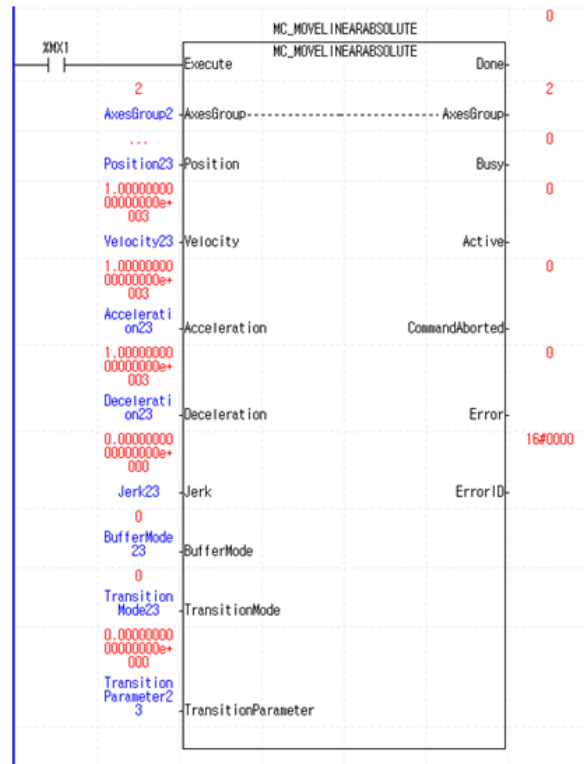 0
MC_MOVELINEARABSOLUTE
%MX1
MC_MOVELINEARABSOLUTE
Execute
Done
2
2
AxesGroup2
AxesGroup
AxesGroup
...
0
Position23
Position
Busy
1.00000000
00000000e+
003
0
Velocity23
Velocity
Active
1.00000000
00000000e+
003
0
Accelerati
on23
Acceleration
CommandAborted
1.00000000
00000000e+
003
0
Decelerati
on23
Deceleration
Error
0.00000000
00000000e+
000
16#0000
Jerk23
Jerk
ErrorID
0
BufferMode
23
BufferMode
0
Transition
Mode23
TransitionMode
0.00000000
00000000e+
000
Transition
Parameter2
3
TransitionParameter